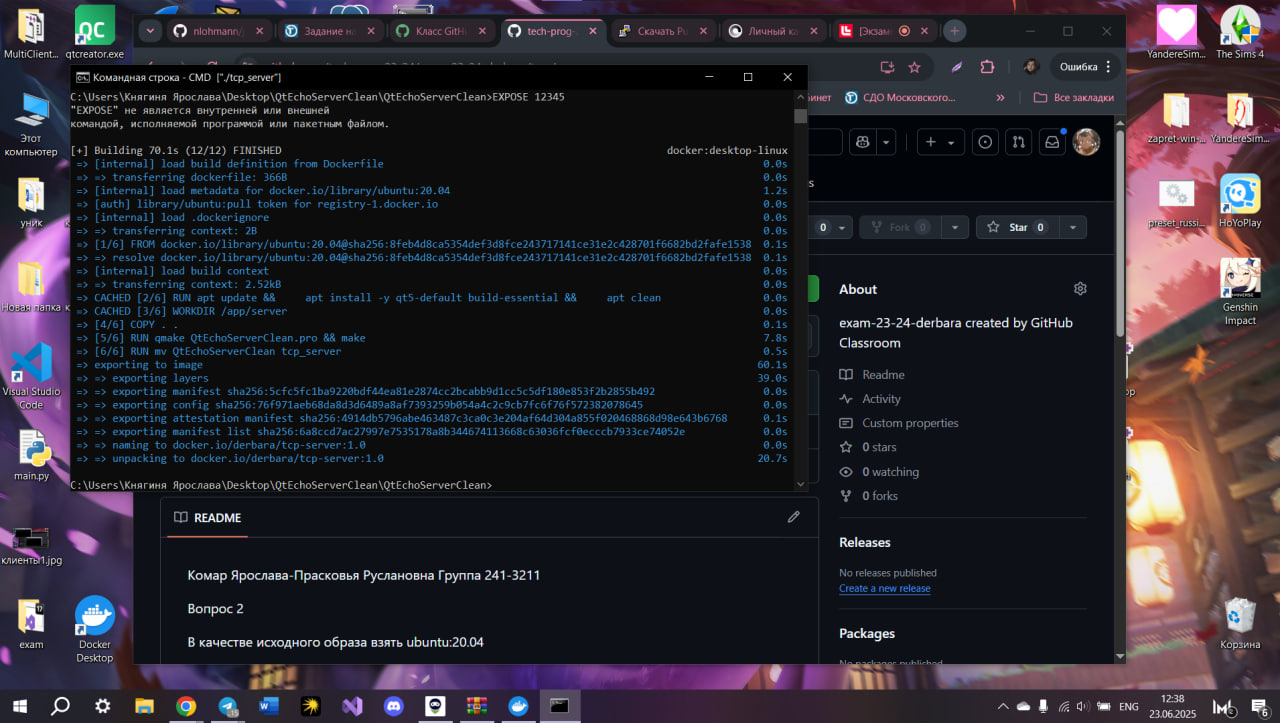 MultiClient...
qtcreator.exe
Этот
компьютер
уник
Новая папка
Visual Studio
Code
main.py
клиенты1.jpg
exam
Docker
Desktop
nlohmann/
Задание на
Класс GitH
tech-prog-
Скачать Pu
Личный ка
[Экзам
Ошибка
СДО Московского...
Все закладки
Командная строка - CMD ["./tcp_server"]
C:\Users\Княгиня Ярослава\Desktop\QtEchoServerClean\QtEchoServerClean>EXPOSE 12345
"EXPOSE" не является внутренней или внешней
командой, исполняемой программой или пакетным файлом.
[+] Building 70.1s (12/12) FINISHED docker:desktop-linux
=> [internal] load build definition from Dockerfile 0.0s
=> => transferring dockerfile: 366B 0.0s
=> [internal] load metadata for docker.io/library/ubuntu:20.04 1.2s
=> [auth] library/ubuntu:pull token for registry-1.docker.io 0.0s
=> [internal] load .dockerignore 0.0s
=> => transferring context: 2B 0.0s
=> [1/6] FROM docker.io/library/ubuntu:20.04@sha256:8feb4d8ca5354def3d8fce243717141ce31e2c428701f6682bd2fafe1538 0.1s
=> => resolve docker.io/library/ubuntu:20.04@sha256:8feb4d8ca5354def3d8fce243717141ce31e2c428701f6682bd2fafe1538 0.1s
=> [internal] load build context 0.0s
=> => transferring context: 2.52kB 0.0s
=> CACHED [2/6] RUN apt update && apt install -y qt5-default build-essential && apt clean 0.0s
=> CACHED [3/6] WORKDIR /app/server 0.0s
=> [4/6] COPY . . 0.1s
=> [5/6] RUN qmake QtEchoServerClean.pro && make 7.8s
=> [6/6] RUN mv QtEchoServerClean tcp_server 0.5s
=> exporting to image 60.1s
=> => exporting layers 39.0s
=> => exporting manifest sha256:5cfc5fc1ba9220bdf44ea81e2874cc2bcabb9d1cc5c5df180e853f2b2855b492 0.0s
=> => exporting config sha256:76f971aeb68da8d3d6489a8af7393259b054a4c2c9cb7fc6f76f572382078645 0.0s
=> => exporting attestation manifest sha256:4914db5796abe463487c3ca0c3e204af64d304a855f020468868d98e643b6768 0.1s
=> => exporting manifest list sha256:6a8ccd7ac27997e7535178a8b344674113668c63036fcf0ecccb7933ce74052e 0.0s
=> => naming to docker.io/derbara/tcp-server:1.0 0.0s
=> => unpacking to docker.io/derbara/tcp-server:1.0 20.7s
C:\Users\Княгиня Ярослава\Desktop\QtEchoServerClean\QtEchoServerClean>
0
Fork 0
Star 0
About
exam-23-24-derbara created by GitHub
Classroom
Readme
Activity
Custom properties
0 stars
0 watching
0 forks
Releases
No releases published
Create a new release
Packages
No packages published
README
Комар Ярослава-Прасковья Руслановна Группа 241-3211
Вопрос 2
В качестве исходного образа взять ubuntu:20.04
YandereSim...
The Sims 4
zapret-win-...
YandereSim...
preset_russi...
HoYoPlay
Genshin
Impact
Корзина
ENG
12:38
23.06.2025
6